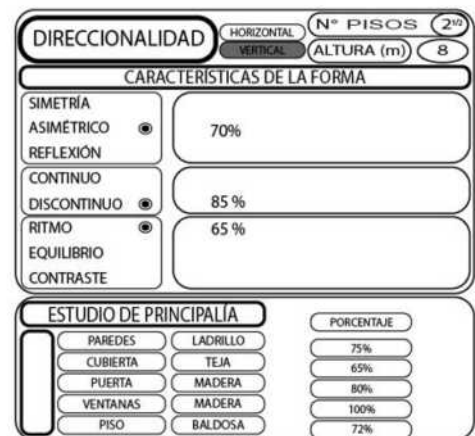 DIRECCIONALIDAD
HORIZONTAL
VERTICAL
N° PISOS 2½
ALTURA (m) 8
CARACTERÍSTICAS DE LA FORMA
SIMETRÍA
ASIMÉTRICO 70%
REFLEXIÓN
CONTINUO
DISCONTINUO 85 %
RITMO 65 %
EQUILIBRIO
CONTRASTE
ESTUDIO DE PRINCIPALÍA
PORCENTAJE
PAREDES LADRILLO 75%
CUBIERTA TEJA 65%
PUERTA MADERA 80%
VENTANAS MADERA 100%
PISO BALDOSA 72%